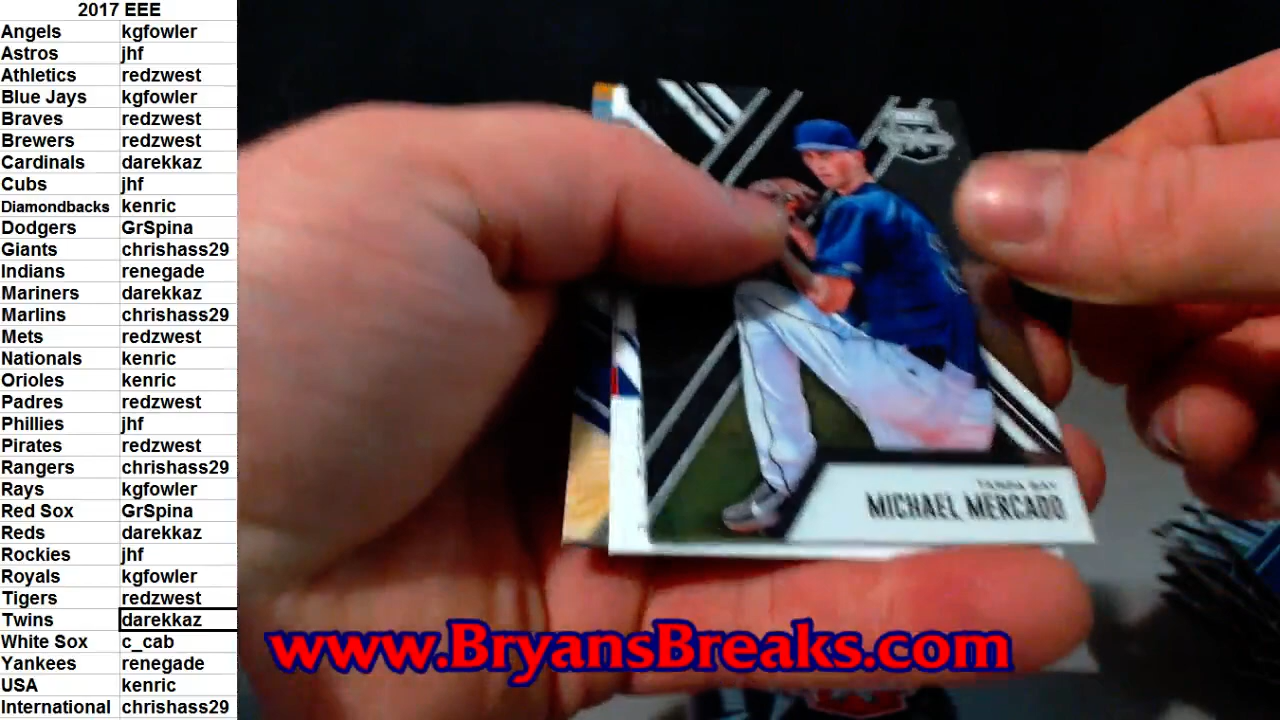 2017 EEE
Angels kgfowler
Astros jhf
Athletics redzwest
Blue Jays kgfowler
Braves redzwest
Brewers redzwest
Cardinals darekkaz
Cubs jhf
Diamondbacks kenric
Dodgers GrSpina
Giants chrishass29
Indians renegade
Mariners darekkaz
Marlins chrishass29
Mets redzwest
Nationals kenric
Orioles kenric
Padres redzwest
Phillies jhf
Pirates redzwest
Rangers chrishass29
Rays kgfowler
Red Sox GrSpina
Reds darekkaz
Rockies jhf
Royals kgfowler
Tigers redzwest
Twins darekkaz
White Sox c_cab
Yankees renegade
USA kenric
International chrishass29
TAMPA BAY
MICHAEL MERCADO
www.BryansBreaks.com